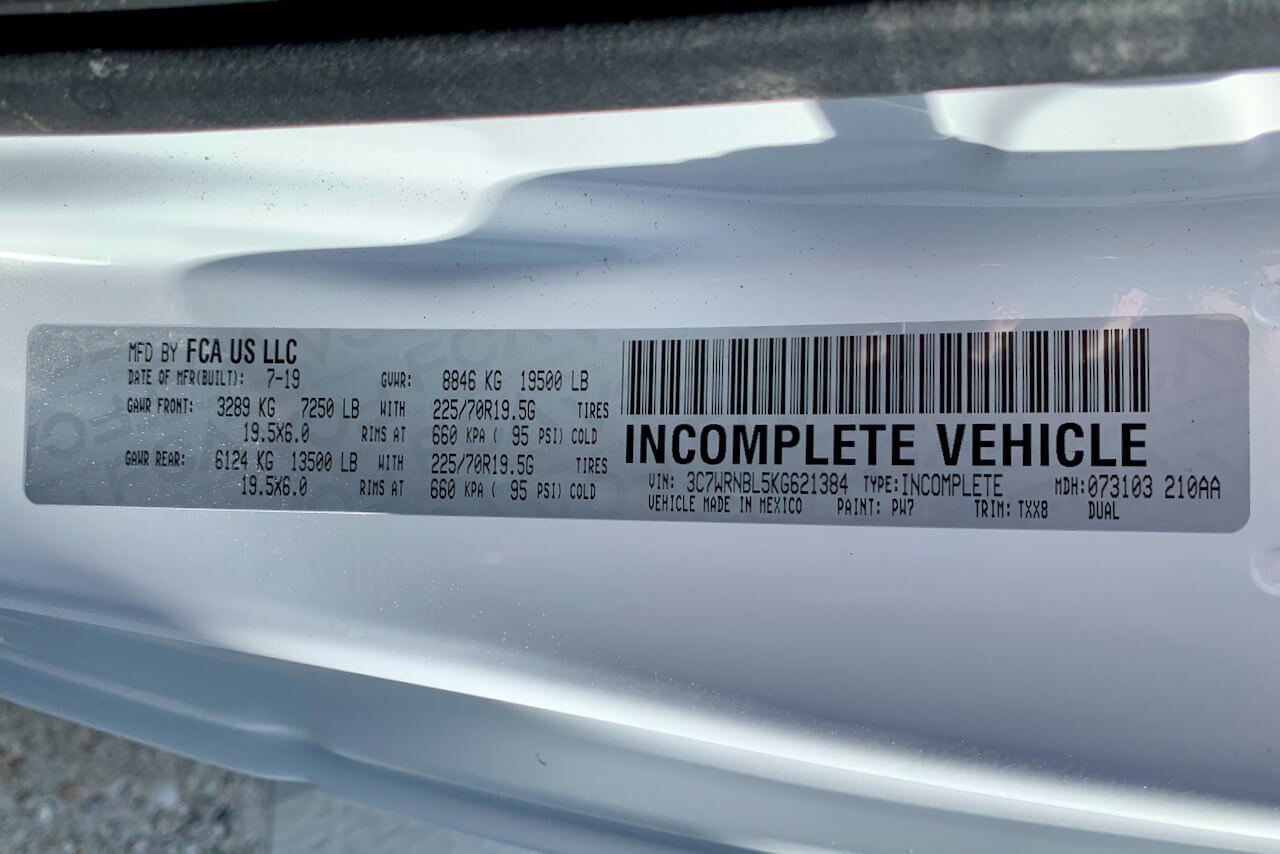 MFD BY FCA US LLC
DATE OF MFR(BUILT): 7-19 GVWR: 8846 KG 19500 LB
GAWR FRONT: 3289 KG 7250 LB WITH 225/70R19.5G TIRES
19.5X6.0 RIMS AT 660 KPA ( 95 PSI) COLD
GAWR REAR: 6124 KG 13500 LB WITH 225/70R19.5G TIRES
19.5X6.0 RIMS AT 660 KPA ( 95 PSI) COLD
INCOMPLETE VEHICLE
VIN: 3C7WRNBL5KG621384 TYPE: INCOMPLETE MDH: 073103 210AA
VEHICLE MADE IN MEXICO PAINT: PW7 TRIM: TXX8 DUAL